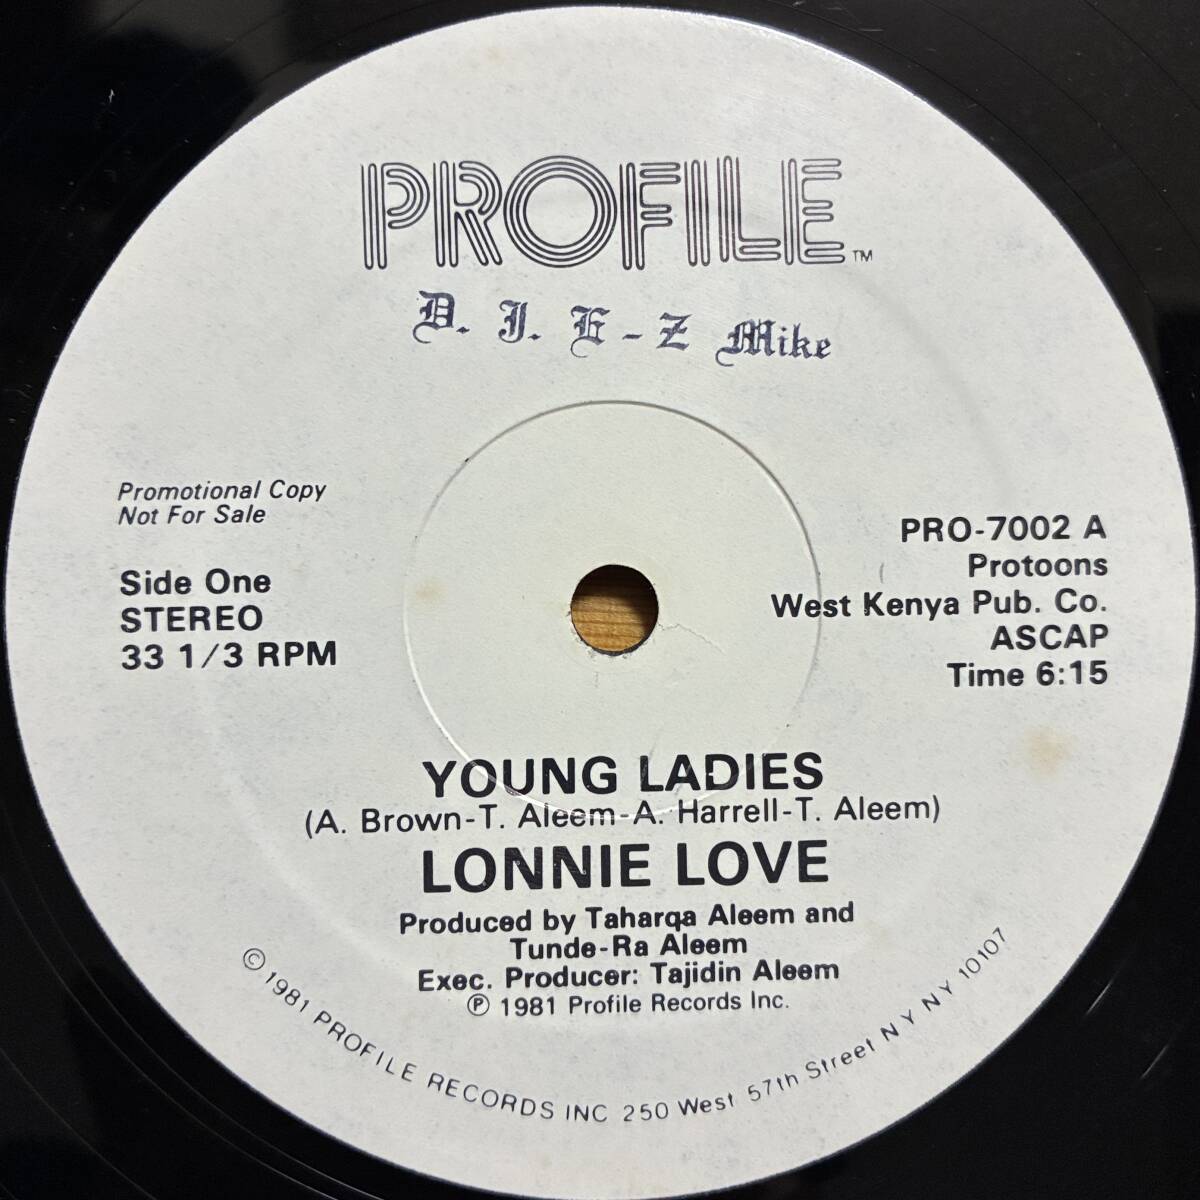 PROFILE™
D. J. E-Z Mike
Promotional Copy
Not For Sale
Side One
STEREO
33 1/3 RPM
PRO-7002 A
Protoons
West Kenya Pub. Co.
ASCAP
Time 6:15
YOUNG LADIES
(A. Brown-T. Aleem-A. Harrell-T. Aleem)
LONNIE LOVE
Produced by Taharqa Aleem and
Tunde-Ra Aleem
Exec. Producer: Tajidin Aleem
℗ 1981 Profile Records Inc.
© 1981 PROFILE RECORDS INC 250 West 57th Street N Y NY 10107